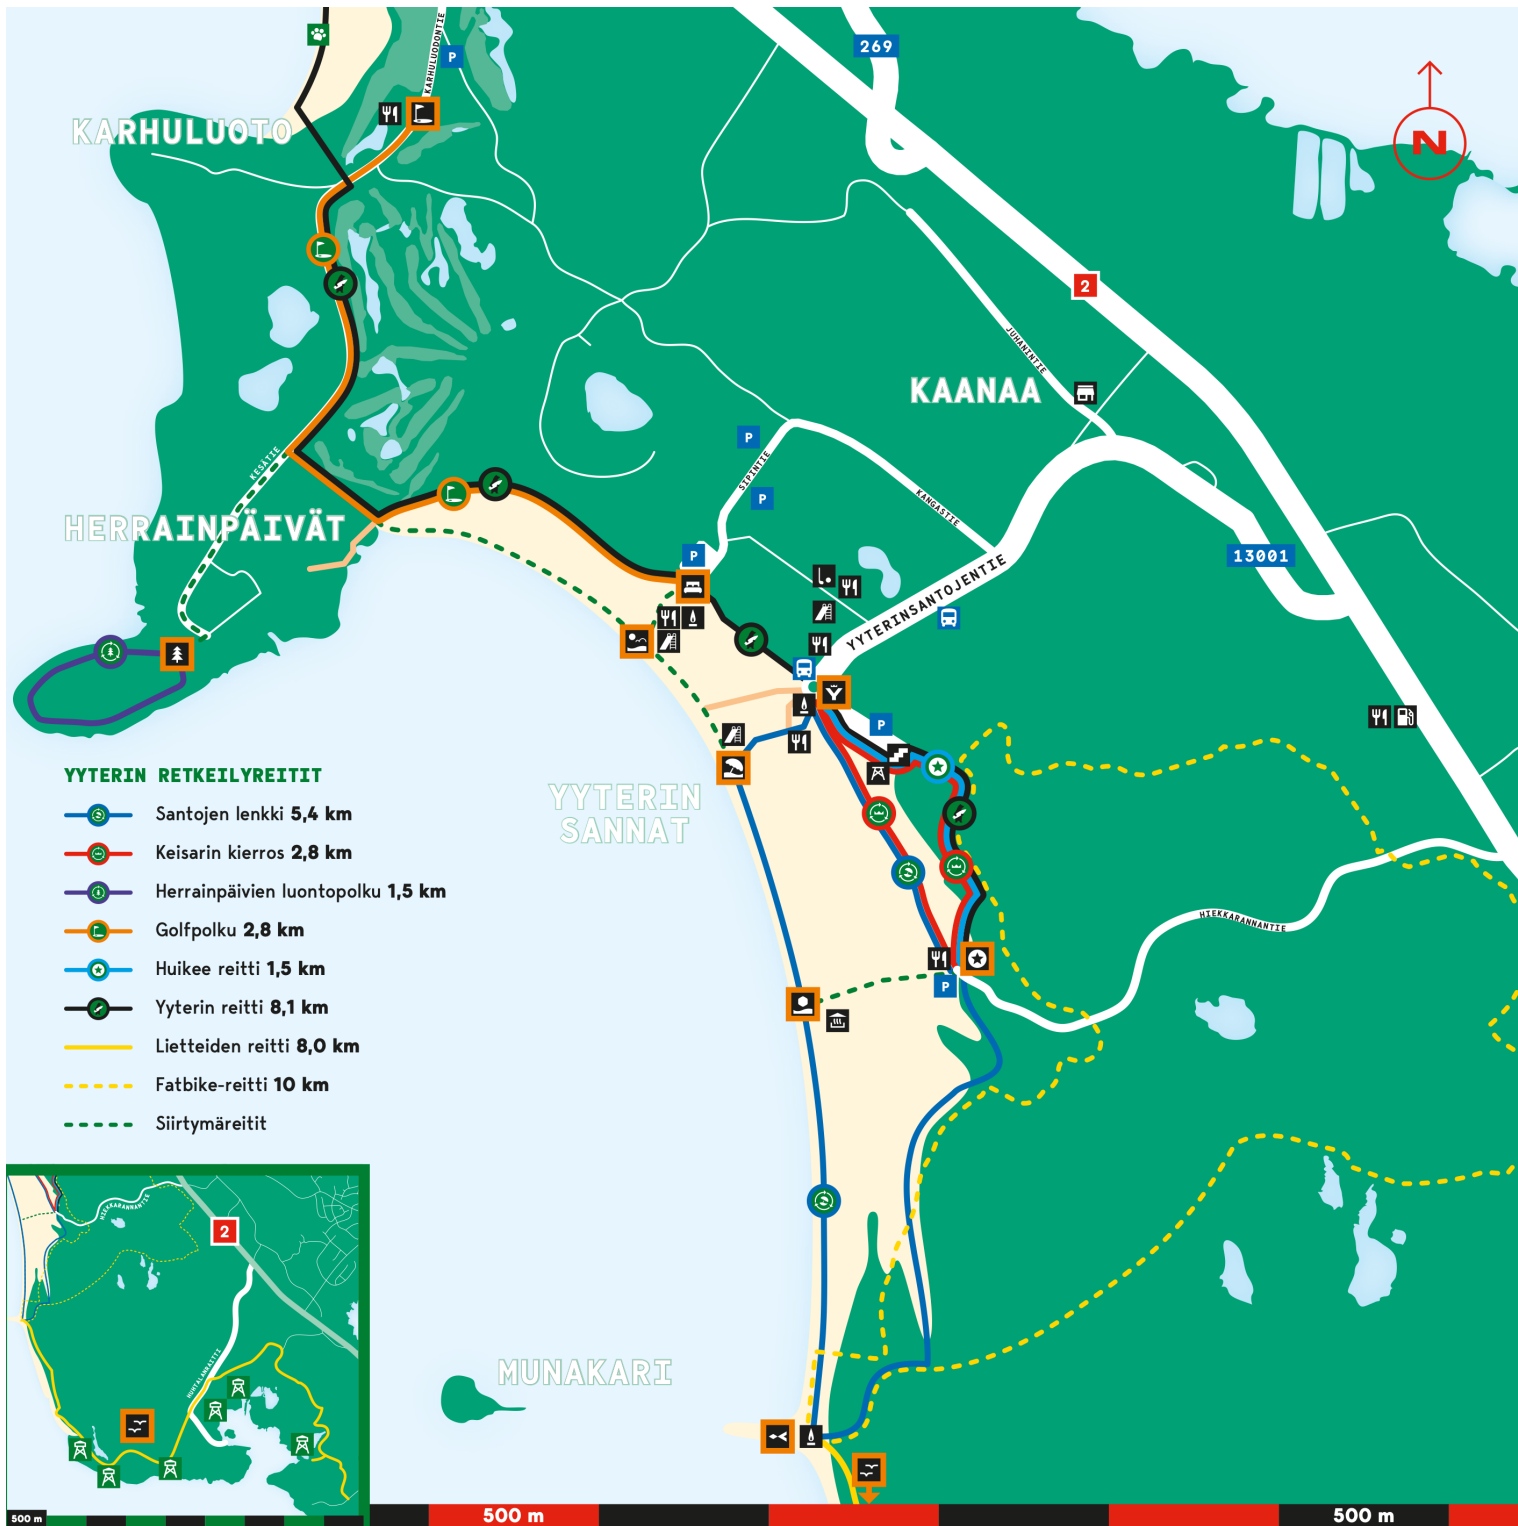 KARHULUODONTIE
P
269
KARHULUOTO
N
2
JUHANINTIE
KAANAA
KESÄTIE
P
SIPINTIE
P
KANGASTIE
HERRAINPÄIVÄT
P
13001
YYTERINSANTOJENTIE
P
YYTERIN RETKEILYREITIT
Santojen lenkki 5,4 km
Keisarin kierros 2,8 km
Herrainpäivien luontopolku 1,5 km
Golfpolku 2,8 km
Huikee reitti 1,5 km
Yyterin reitti 8,1 km
Lietteiden reitti 8,0 km
Fatbike-reitti 10 km
Siirtymäreitit
YYTERIN
SANNAT
HIEKKARANNANTIE
P
HIEKKARANNANTIE
2
HUHTALANRAITTI
MUNAKARI
500 m
500 m
500 m